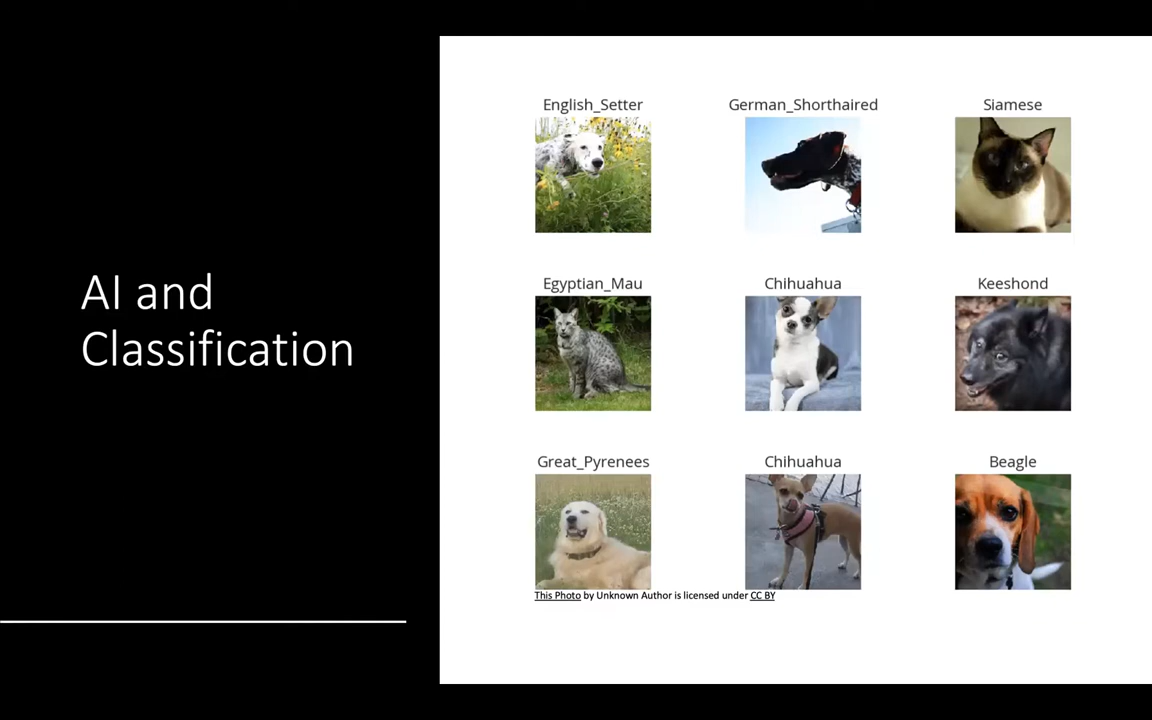 AI and
Classification
English_Setter
German_Shorthaired
Siamese
Egyptian_Mau
Chihuahua
Keeshond
Great_Pyrenees
Chihuahua
Beagle
This Photo by Unknown Author is licensed under CC BY